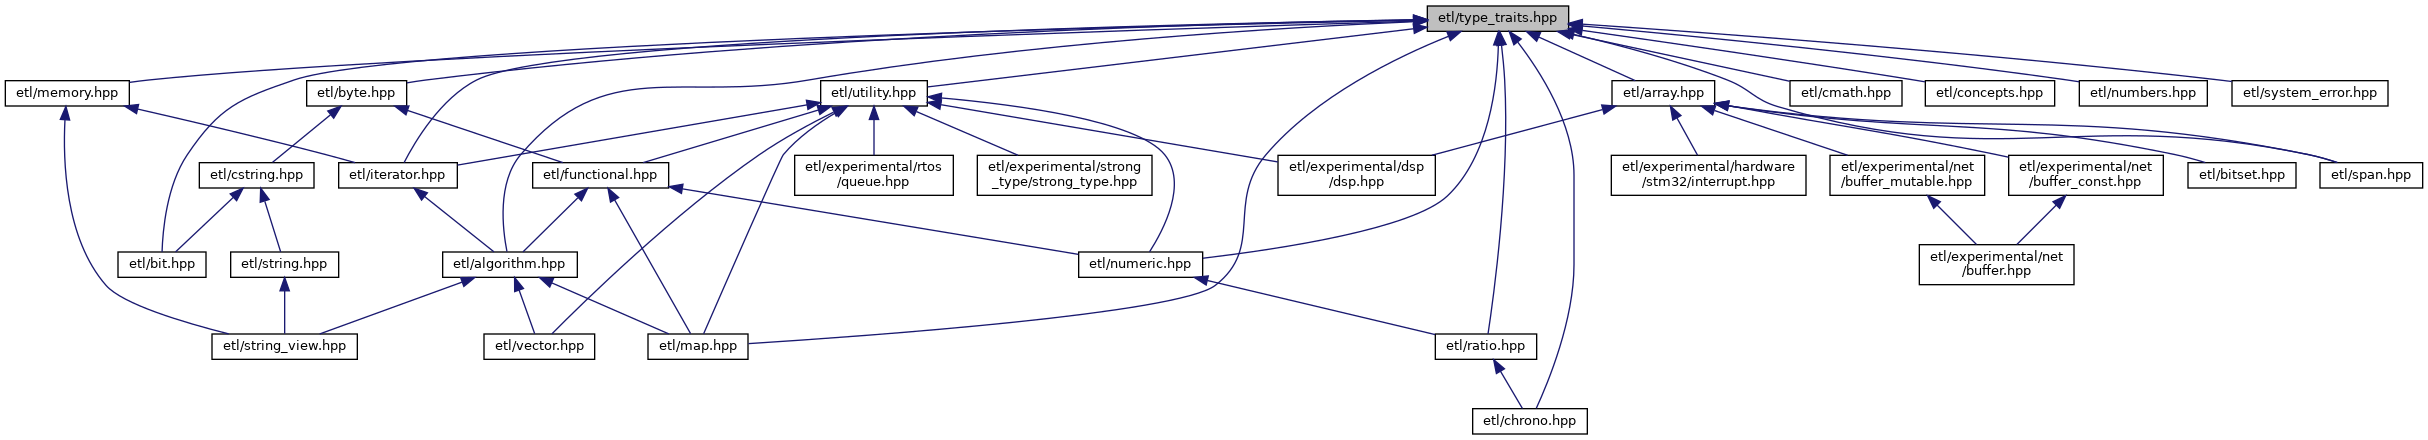 etl/type_traits.hpp
etl/memory.hpp
etl/byte.hpp
etl/utility.hpp
etl/array.hpp
etl/cmath.hpp
etl/concepts.hpp
etl/numbers.hpp
etl/system_error.hpp
etl/cstring.hpp
etl/iterator.hpp
etl/functional.hpp
etl/experimental/rtos
/queue.hpp
etl/experimental/strong
_type/strong_type.hpp
etl/experimental/dsp
/dsp.hpp
etl/experimental/hardware
/stm32/interrupt.hpp
etl/experimental/net
/buffer_mutable.hpp
etl/experimental/net
/buffer_const.hpp
etl/bitset.hpp
etl/span.hpp
etl/bit.hpp
etl/string.hpp
etl/algorithm.hpp
etl/numeric.hpp
etl/experimental/net
/buffer.hpp
etl/string_view.hpp
etl/vector.hpp
etl/map.hpp
etl/ratio.hpp
etl/chrono.hpp